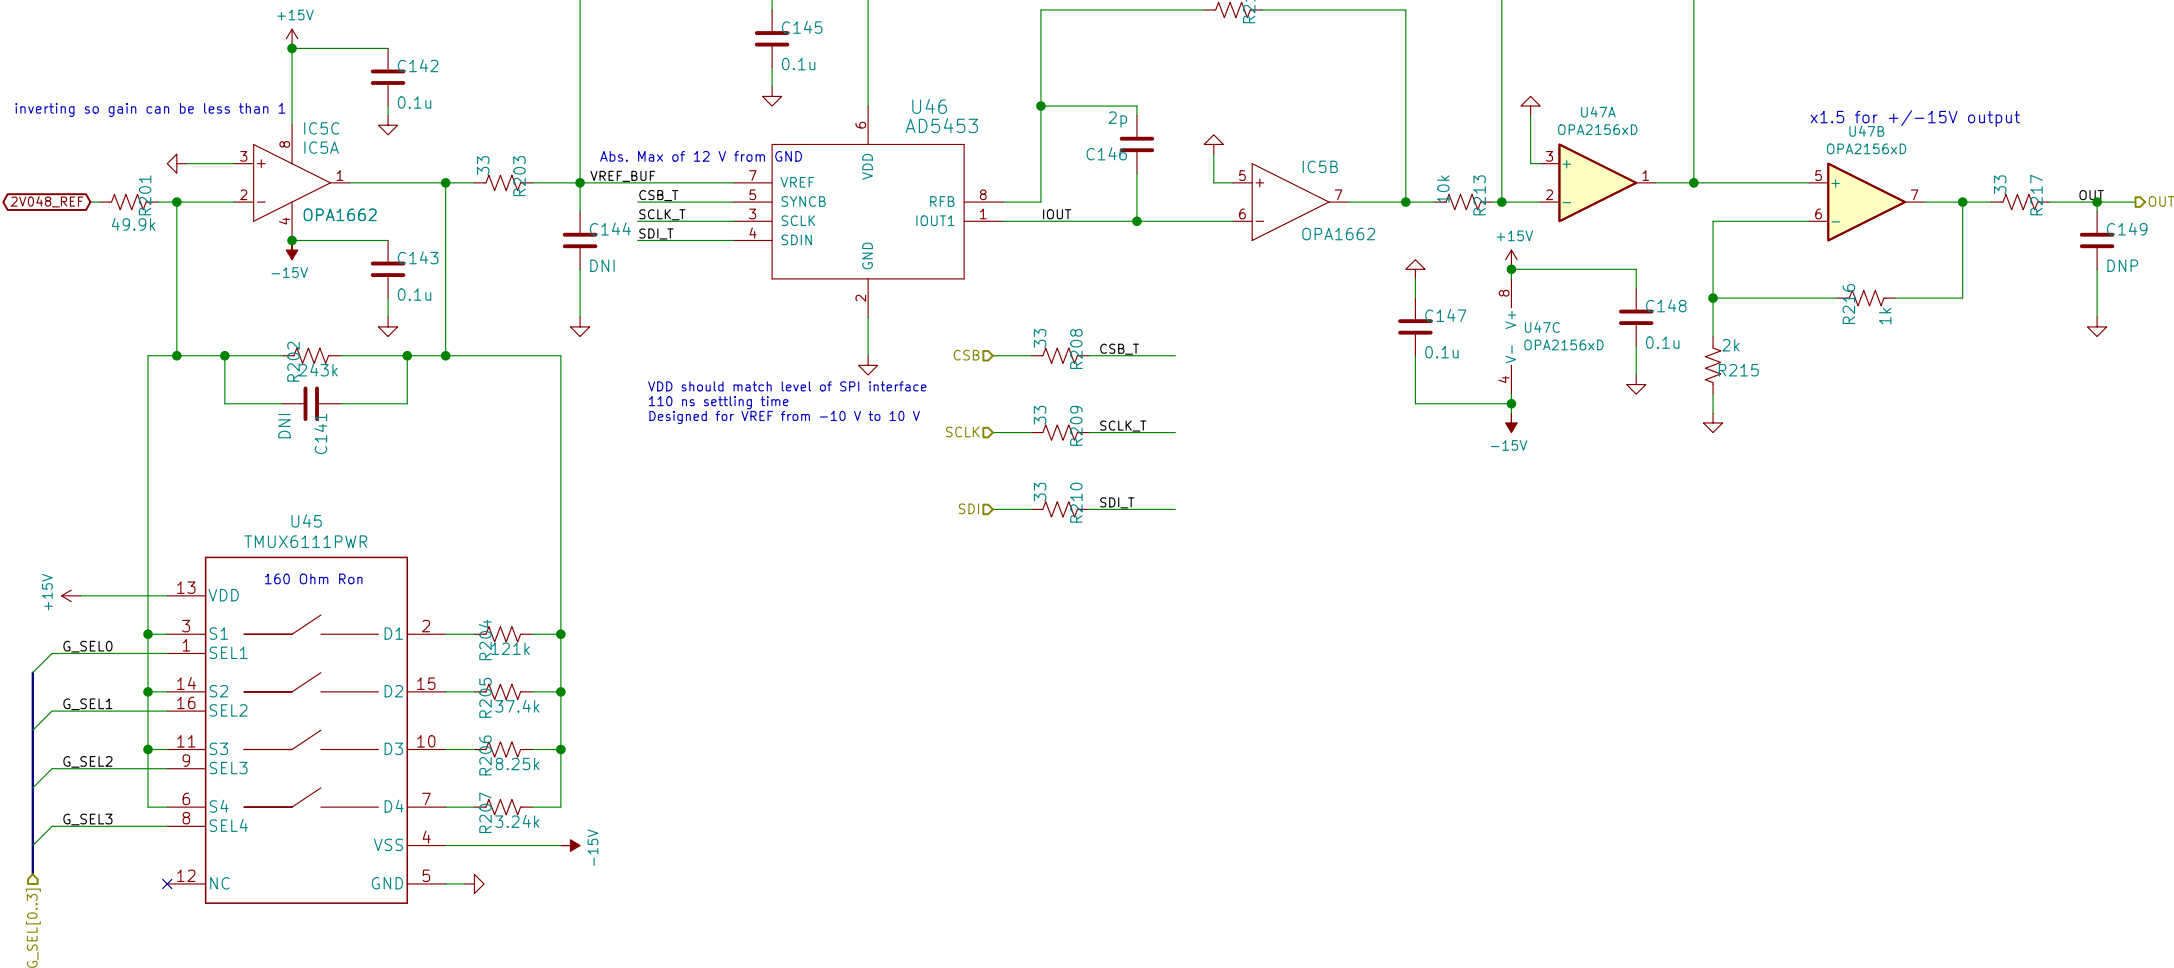 +15V
C142
0.1u
inverting so gain can be less than 1
IC5C
IC5A
8
3
+
2
−
1
4
OPA1662
2V048_REF
R201
49.9k
-15V
C143
0.1u
33
R203
VREF_BUF
C144
DNI
R202
243k
DNI
C141
C145
0.1u
Abs. Max of 12 V from GND
U46
AD5453
6
VDD
7
VREF
CSB_T
5
SYNCB
SCLK_T
3
SCLK
SDI_T
4
SDIN
RFB
8
IOUT1
1
GND
2
IOUT
2p
C146
5
+
6
−
7
IC5B
OPA1662
VDD should match level of SPI interface
110 ns settling time
Designed for VREF from -10 V to 10 V
CSB
33
R208
CSB_T
SCLK
33
R209
SCLK_T
SDI
33
R210
SDI_T
10k
R213
U47A
OPA2156xD
3
+
2
−
1
+15V
8
V+
V-
4
-15V
U47C
OPA2156xD
C147
0.1u
C148
0.1u
x1.5 for +/-15V output
U47B
OPA2156xD
5
+
6
−
7
R216
1k
2k
R215
33
R217
OUT
OUT
C149
DNP
U45
TMUX6111PWR
160 Ohm Ron
+15V
13
VDD
3
S1
D1
2
R204
121k
G_SEL0
1
SEL1
14
S2
D2
15
R205
37.4k
G_SEL1
16
SEL2
11
S3
D3
10
R206
8.25k
G_SEL2
9
SEL3
6
S4
D4
7
R207
3.24k
G_SEL3
8
SEL4
VSS
4
-15V
12
NC
GND
5
G_SEL[0..3]